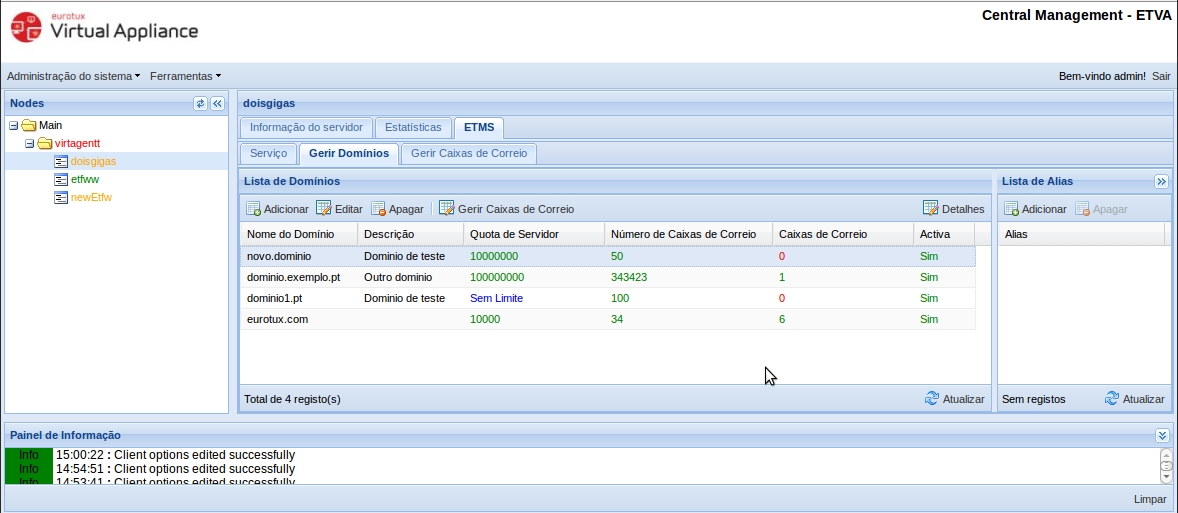 eurotux
Virtual Appliance
Central Management - ETVA
Administração do sistema Ferramentas
Bem-vindo admin! Sair
Nodes
Main
virtagentt
doisgigas
etfww
newEtfw
doisgigas
Informação do servidor Estatísticas ETMS
Serviço Gerir Domínios Gerir Caixas de Correio
Lista de Domínios
Adicionar Editar Apagar Gerir Caixas de Correio Detalhes
Nome do Domínio Descrição Quota de Servidor Número de Caixas de Correio Caixas de Correio Activa
novo.dominio Dominio de teste 10000000 50 0 Sim
dominio.exemplo.pt Outro dominio 100000000 343423 1 Sim
dominio1.pt Dominio de teste Sem Limite 100 0 Sim
eurotux.com 10000 34 6 Sim
Total de 4 registo(s) Atualizar
Lista de Alias
Adicionar Apagar
Alias
Sem registos Atualizar
Painel de Informação
Info 15:00:22 : Client options edited successfully
Info 14:54:51 : Client options edited successfully
Info 14:53:41 : Client options edited successfully
Limpar